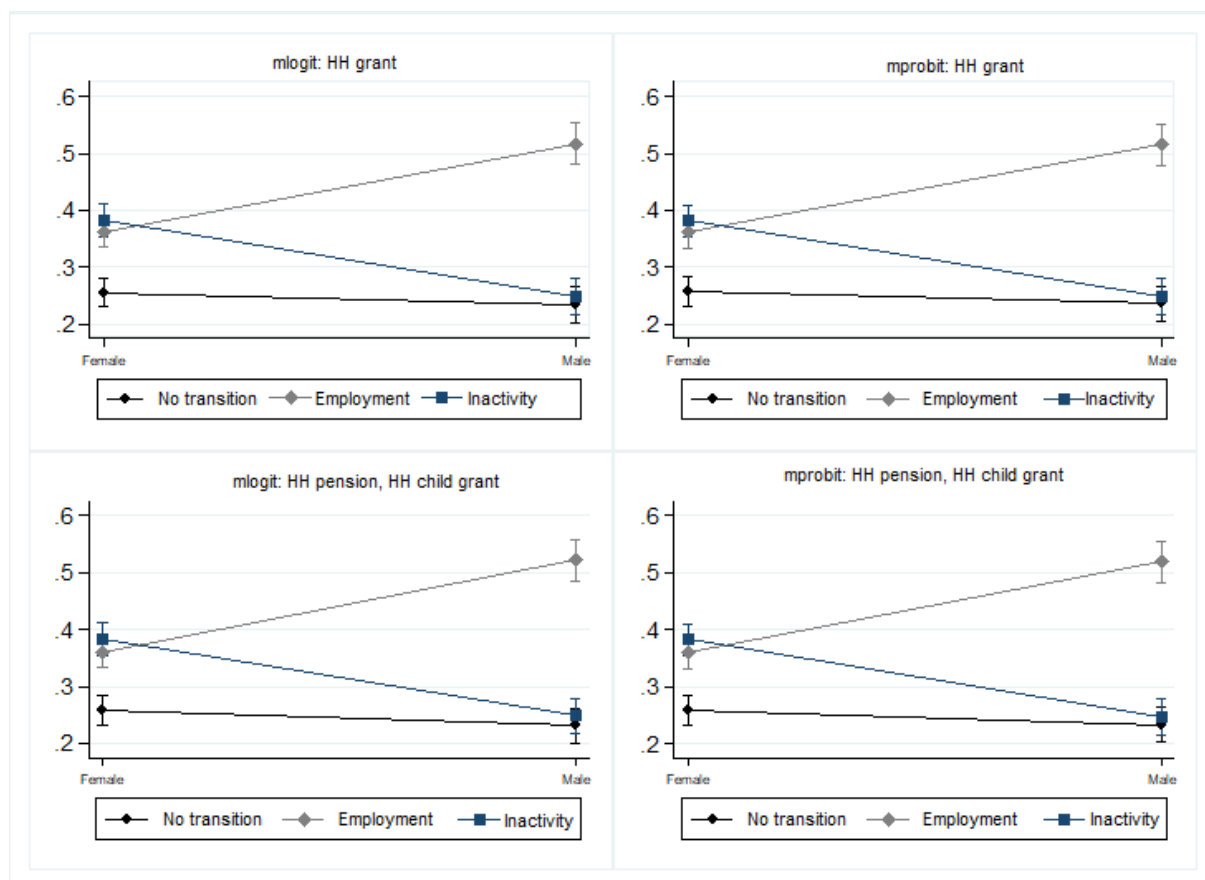 mlogit: HH grant
.6
.5
.4
.3
.2
Female Male
No transition Employment Inactivity
mprobit: HH grant
.6
.5
.4
.3
.2
Female Male
No transition Employment Inactivity
mlogit: HH pension, HH child grant
.6
.5
.4
.3
.2
Female Male
No transition Employment Inactivity
mprobit: HH pension, HH child grant
.6
.5
.4
.3
.2
Female Male
No transition Employment Inactivity